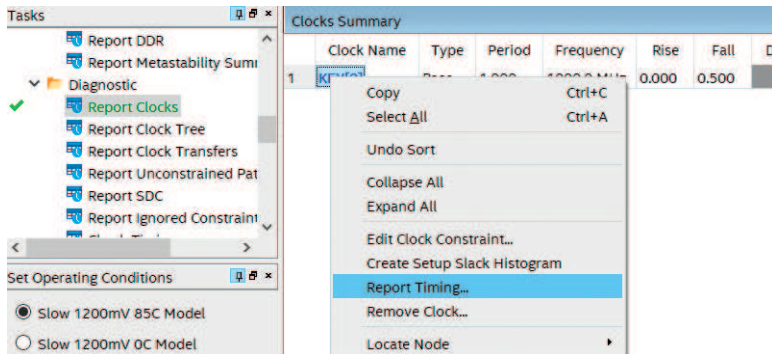 Tasks
Report DDR
Report Metastability Summ
Diagnostic
Report Clocks
Report Clock Tree
Report Clock Transfers
Report Unconstrained Pat
Report SDC
Report Ignored Constraint
Set Operating Conditions
Slow 1200mV 85C Model
Slow 1200mV 0C Model
Clocks Summary
Clock Name Type Period Frequency Rise Fall D
1 0.000 0.500
Copy Ctrl+C
Select All Ctrl+A
Undo Sort
Collapse All
Expand All
Edit Clock Constraint...
Create Setup Slack Histogram
Report Timing...
Remove Clock...
Locate Node